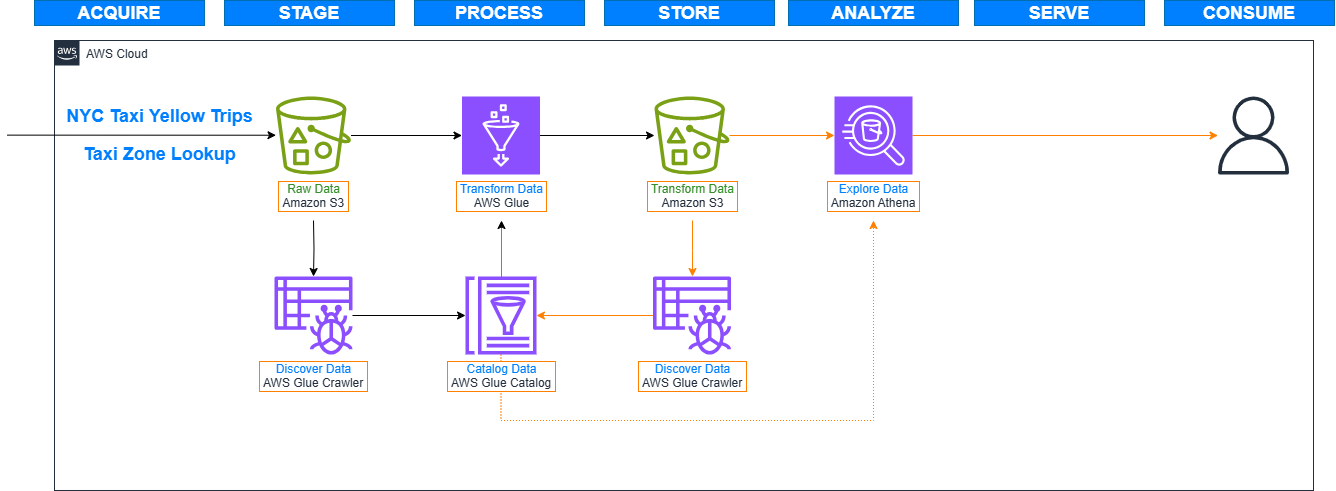 ACQUIRE
STAGE
PROCESS
STORE
ANALYZE
SERVE
CONSUME
aws
AWS Cloud
NYC Taxi Yellow Trips
Taxi Zone Lookup
Raw Data
Amazon S3
Transform Data
AWS Glue
Transform Data
Amazon S3
Explore Data
Amazon Athena
Discover Data
AWS Glue Crawler
Catalog Data
AWS Glue Catalog
Discover Data
AWS Glue Crawler